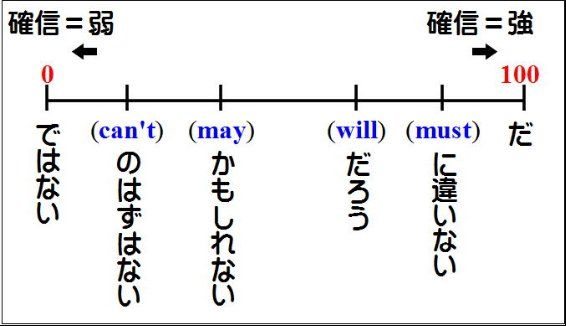 確信＝弱
確信＝強
0
100
(can't)
(may)
(will)
(must)
ではない
のはずはない
かもしれない
だろう
に違いない
だ